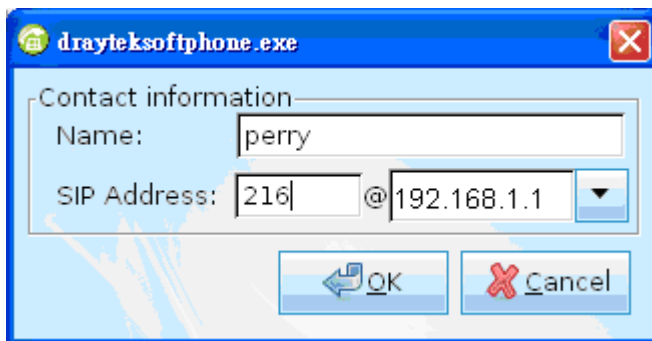 drayteksoftphone.exe
Contact information
Name: perry
SIP Address: 216 @ 192.168.1.1
OK Cancel